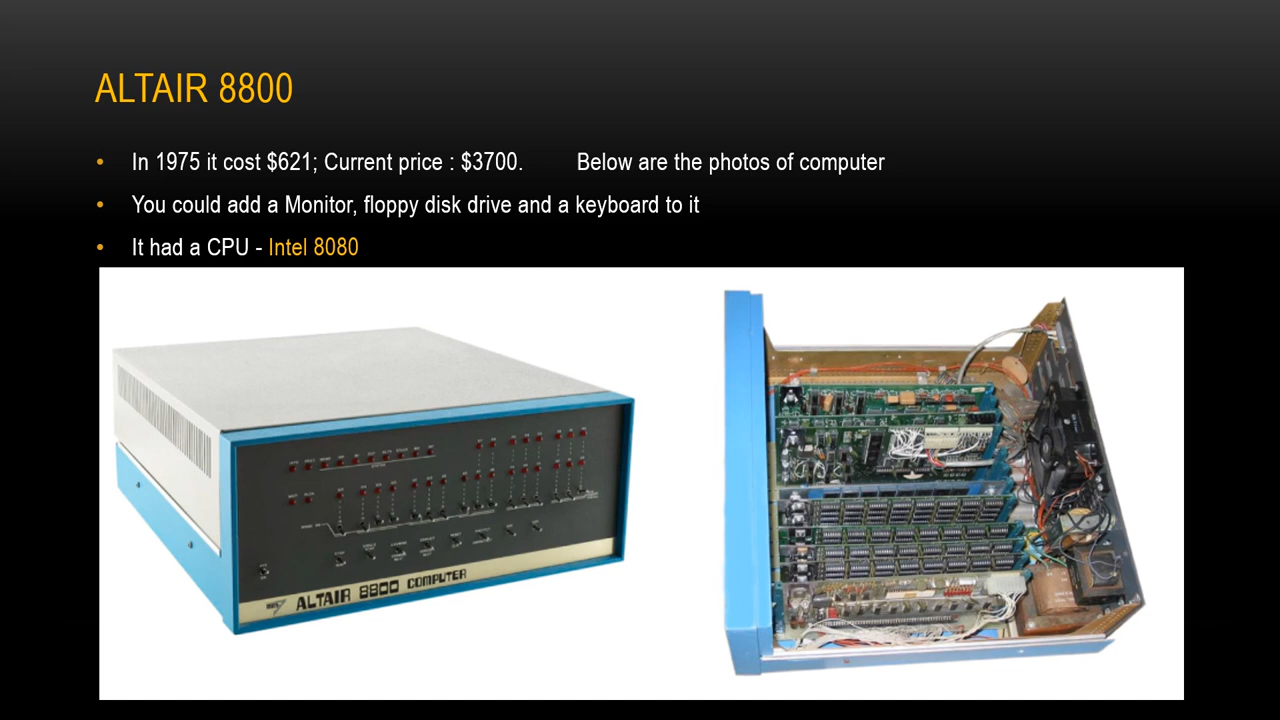 ALTAIR 8800
• In 1975 it cost $621; Current price : $3700. Below are the photos of computer
• You could add a Monitor, floppy disk drive and a keyboard to it
• It had a CPU - Intel 8080
ALTAIR 8800 COMPUTER